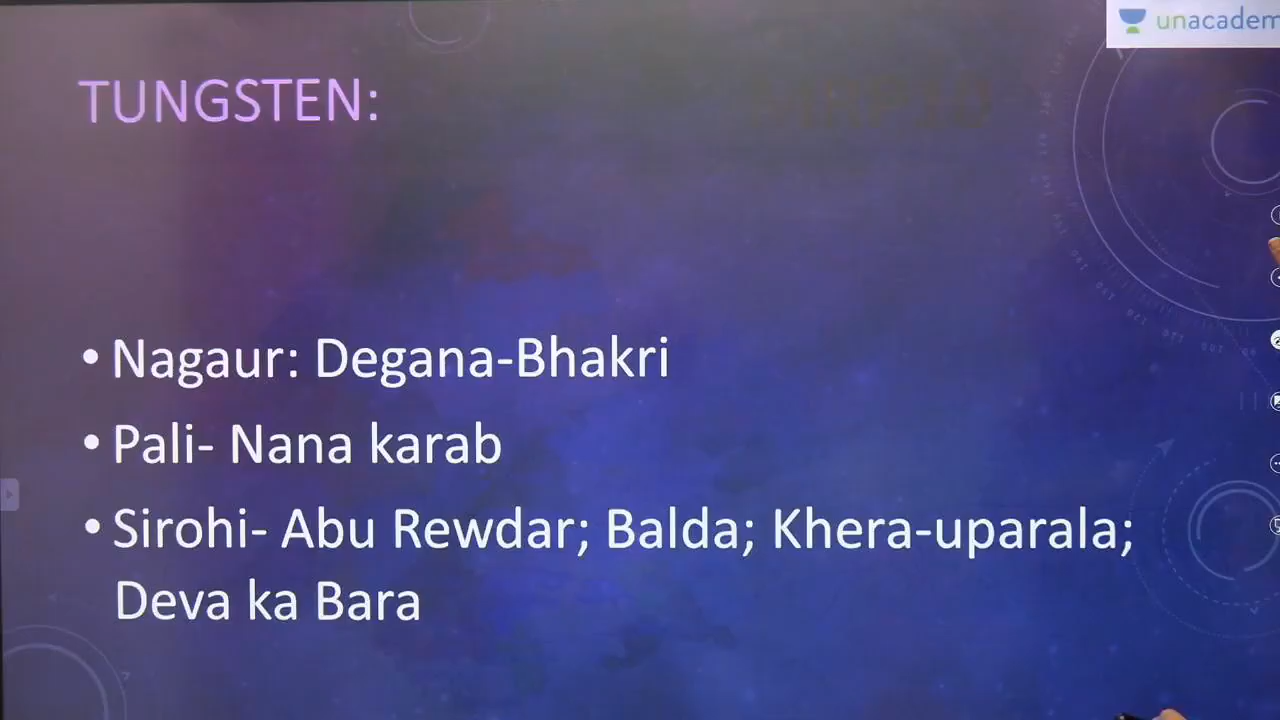 unacadem
TUNGSTEN:
• Nagaur: Degana-Bhakri
• Pali- Nana karab
• Sirohi- Abu Rewdar; Balda; Khera-uparala;
Deva ka Bara